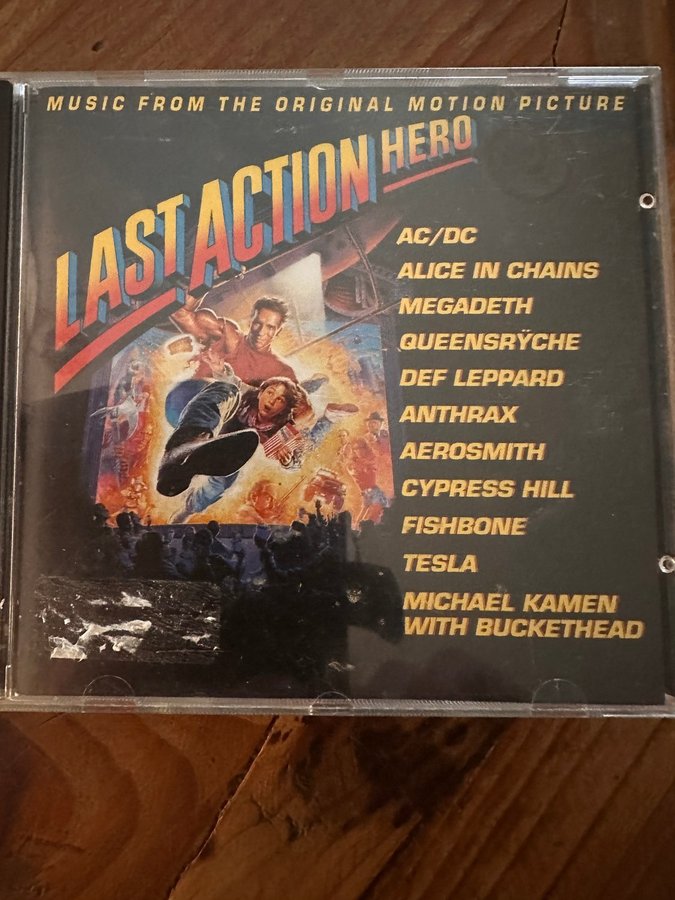 MUSIC FROM THE ORIGINAL MOTION PICTURE
LAST ACTION HERO
AC/DC
ALICE IN CHAINS
MEGADETH
QUEENSRŸCHE
DEF LEPPARD
ANTHRAX
AEROSMITH
CYPRESS HILL
FISHBONE
TESLA
MICHAEL KAMEN
WITH BUCKETHEAD